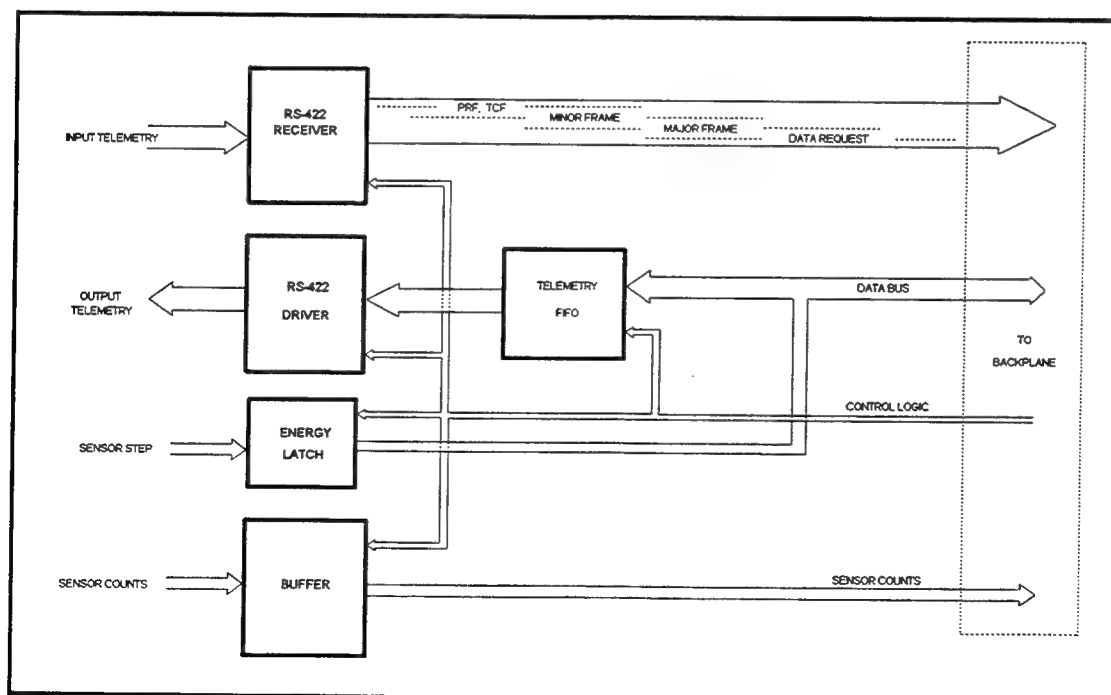 RS-422
RECEIVER
INPUT TELEMETRY
PRF, TCF
MINOR FRAME
MAJOR FRAME
DATA REQUEST
RS-422
DRIVER
OUTPUT
TELEMETRY
TELEMETRY
FIFO
DATA BUS
TO
BACKPLANE
CONTROL LOGIC
ENERGY
LATCH
SENSOR STEP
BUFFER
SENSOR COUNTS
SENSOR COUNTS